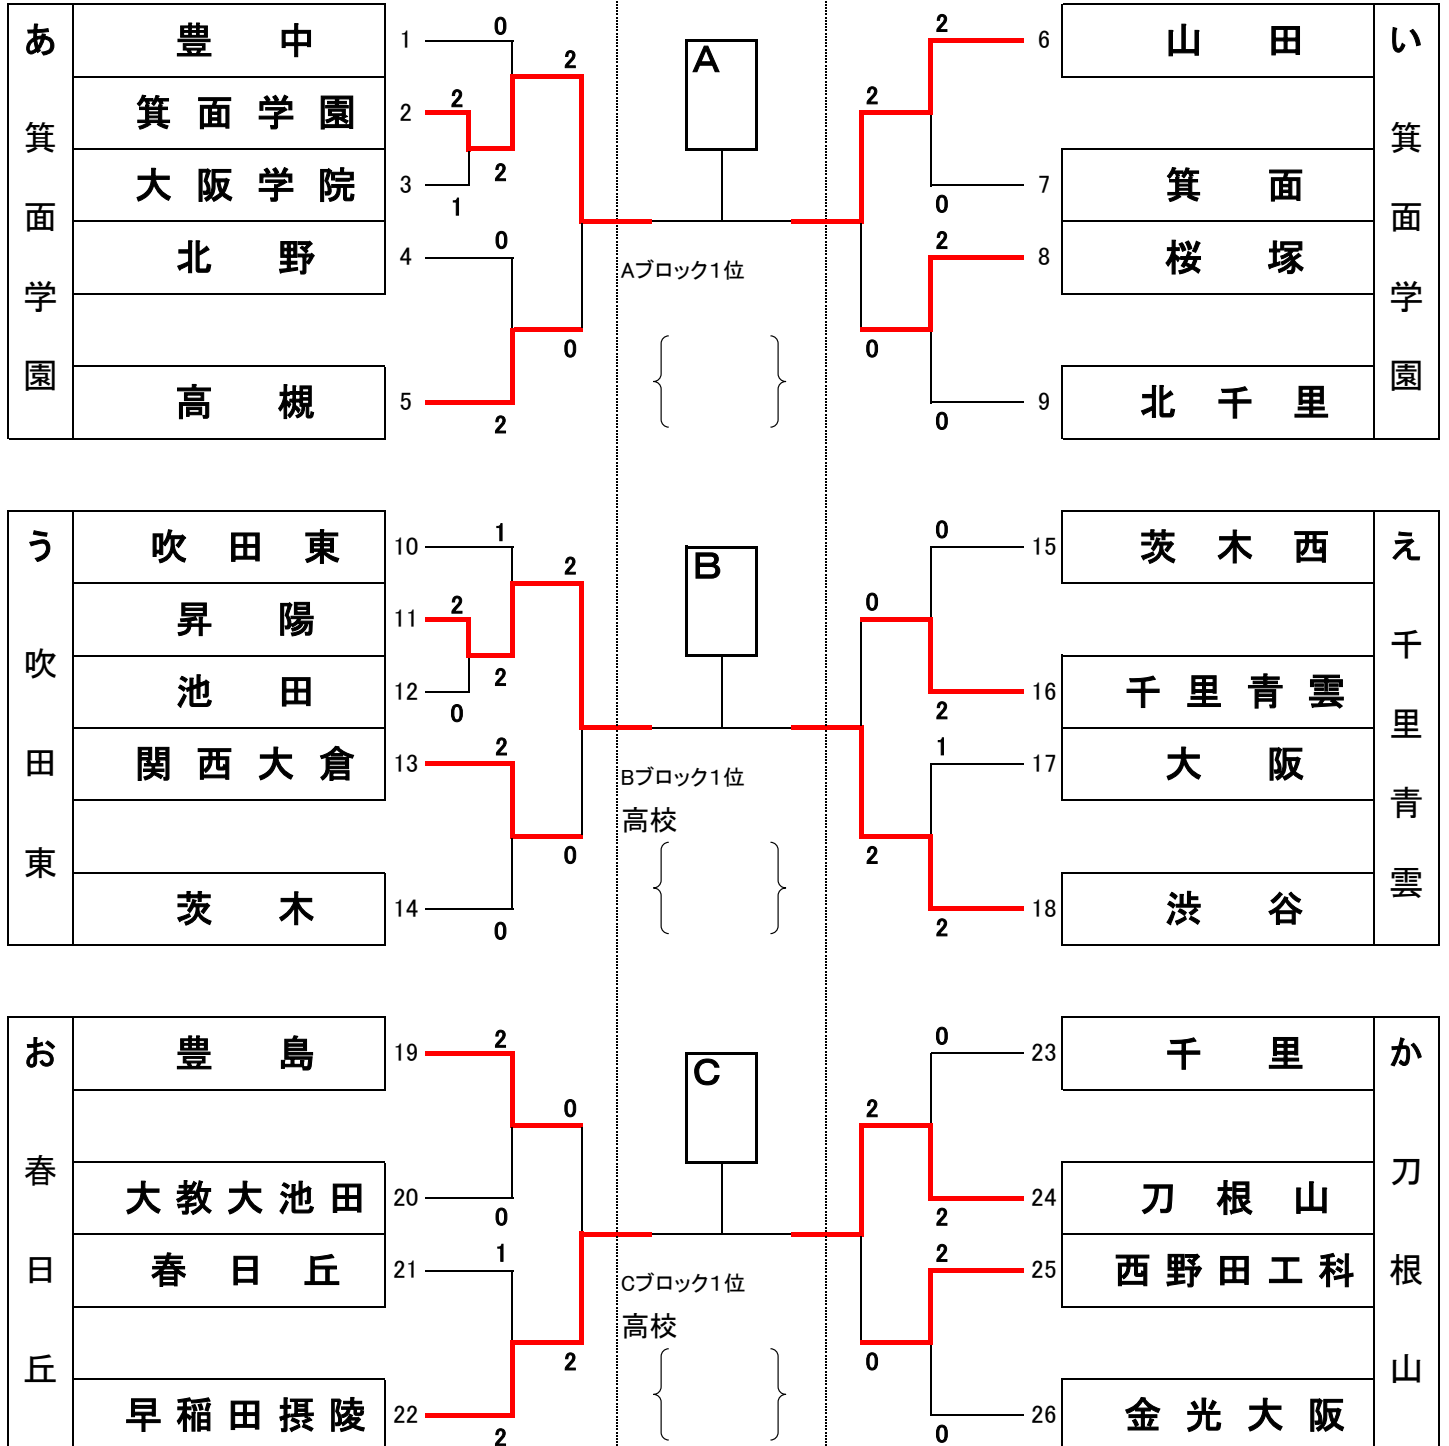 あ 箕面学園
豊中 1 0
箕面学園 2 2
大阪学院 3 1
2
2
北野 4 0
高槻 5 2
0
A
Aブロック1位
い 箕面学園
2 6 山田
0 7 箕面
2
2 8 桜塚
0 9 北千里
0
う 吹田東
吹田東 10 1
昇陽 11 2
池田 12 0
2
2
関西大倉 13 2
茨木 14 0
0
B
Bブロック1位
高校
え 千里青雲
0 15 茨木西
2 16 千里青雲
0
1 17 大阪
2 18 渋谷
2
お 春日丘
豊島 19 2
大教大池田 20 0
0
春日丘 21 1
早稲田摂陵 22 2
2
C
Cブロック1位
高校
か 刀根山
0 23 千里
2 24 刀根山
2
2 25 西野田工科
0 26 金光大阪
0